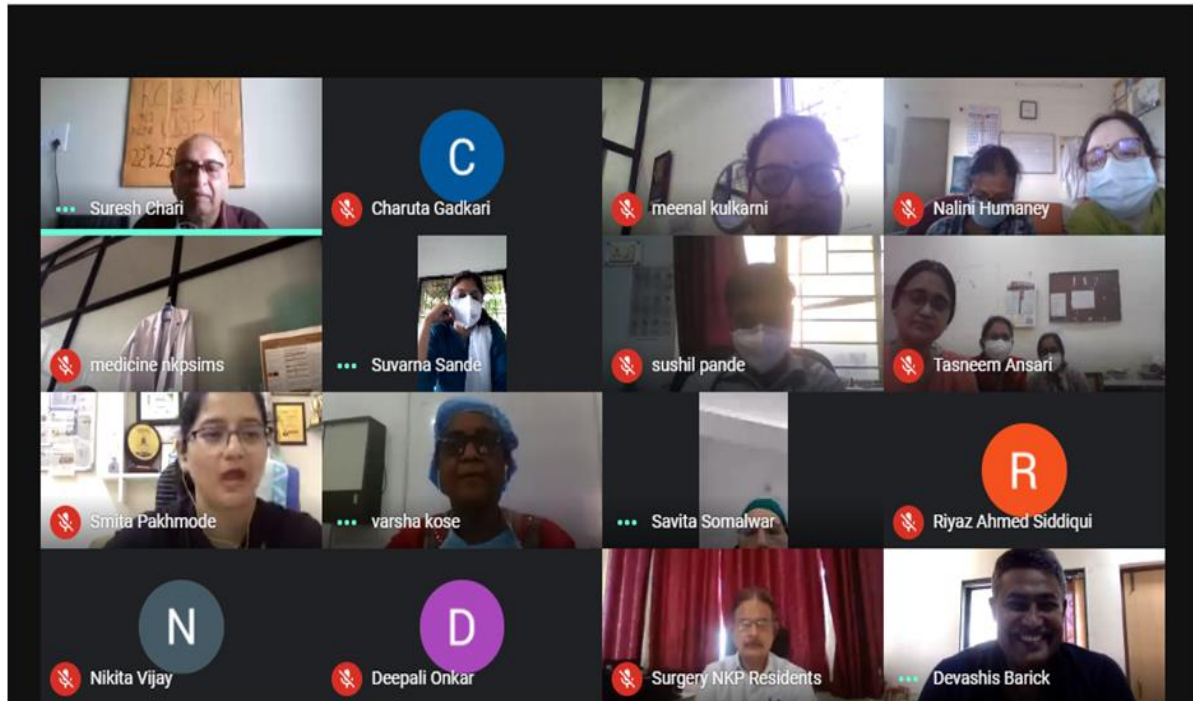 Suresh Chari
C
Charuta Gadkari
meenal kulkarni
Nalini Humaney
medicine nkpsims
Suvarna Sande
sushil pande
Tasneem Ansari
Smita Pakhmode
varsha kose
Savita Somalwar
R
Riyaz Ahmed Siddiqui
N
Nikita Vijay
D
Deepali Onkar
Surgery NKP Residents
Devashis Barick